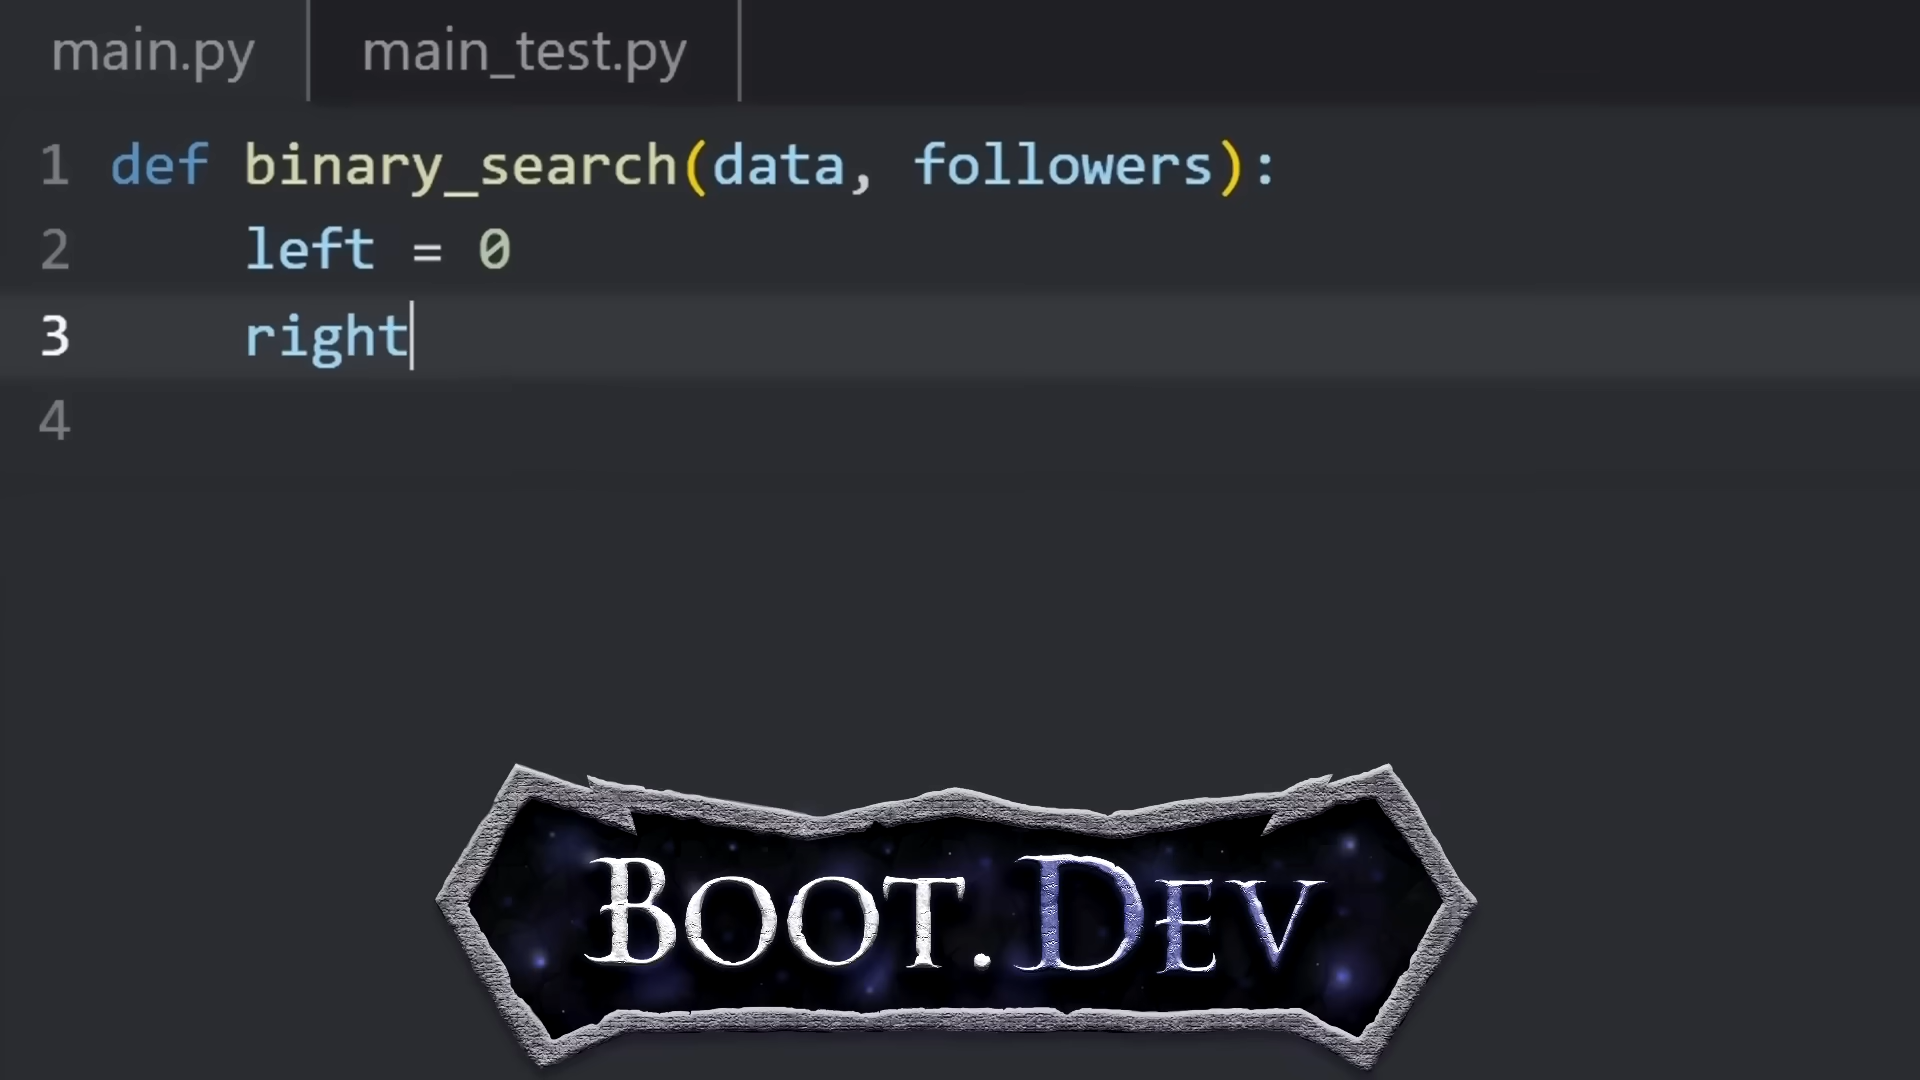 main.py main_test.py
1 def binary_search(data, followers):
2     left = 0
3     right
4
BOOT.DEV